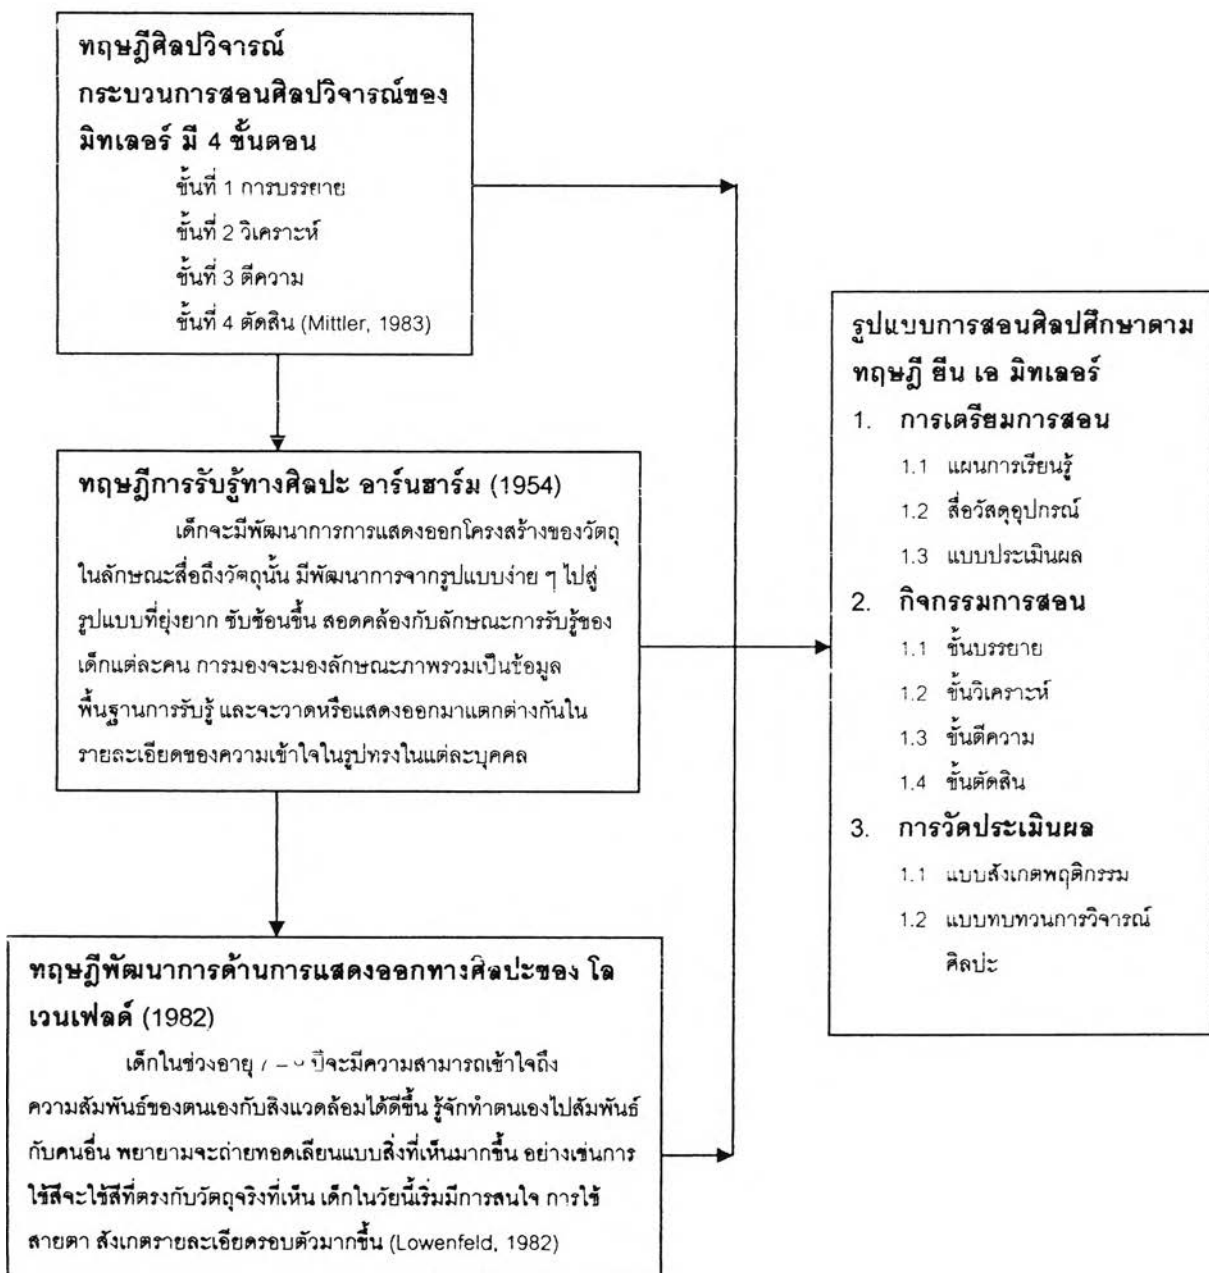 ทฤษฎีศิลปวิจารณ์
กระบวนการสอนศิลปวิจารณ์ของ
มิทเลอร์ มี 4 ขั้นตอน
ขั้นที่ 1 การบรรยาย
ขั้นที่ 2 วิเคราะห์
ขั้นที่ 3 ตีความ
ขั้นที่ 4 ตัดสิน (Mittler, 1983)
ทฤษฎีการรับรู้ทางศิลปะ อาร์นฮาร์ม (1954)
เด็กจะมีพัฒนาการการแสดงออกโครงสร้างของวัตถุ
ในลักษณะสื่อถึงวัตถุนั้น มีพัฒนาการจากรูปแบบง่าย ๆ ไปสู่
รูปแบบที่ยุ่งยาก ซับซ้อนขึ้น สอดคล้องกับลักษณะการรับรู้ของ
เด็กแต่ละคน การมองจะมองลักษณะภาพรวมเป็นข้อมูล
พื้นฐานการรับรู้ และจะวาดหรือแสดงออกมาแตกต่างกันใน
รายละเอียดของความเข้าใจในรูปทรงในแต่ละบุคคล
ทฤษฎีพัฒนาการด้านการแสดงออกทางศิลปะของ โล
เวนเฟลด์ (1982)
เด็กในช่วงอายุ ปีจะมีความสามารถเข้าใจถึง
ความสัมพันธ์ของตนเองกับสิ่งแวดล้อมได้ดีขึ้น รู้จักทำตนเองไปสัมพันธ์
กับคนอื่น พยายามจะถ่ายทอดเลียนแบบสิ่งที่เห็นมากขึ้น อย่างเช่นการ
ใช้สีจะใช้สีที่ตรงกับวัตถุจริงที่เห็น เด็กในวัยนี้เริ่มมีการสนใจ การใช้
สายตา สังเกตรายละเอียดรอบตัวมากขึ้น (Lowenfeld, 1982)
รูปแบบการสอนศิลปศึกษาตาม
ทฤษฎี ยีน เอ มิทเลอร์
1. การเตรียมการสอน
1.1 แผนการเรียนรู้
1.2 สื่อวัสดุอุปกรณ์
1.3 แบบประเมินผล
2. กิจกรรมการสอน
1.1 ขั้นบรรยาย
1.2 ขั้นวิเคราะห์
1.3 ขั้นตีความ
1.4 ขั้นตัดสิน
3. การวัดประเมินผล
1.1 แบบสังเกตพฤติกรรม
1.2 แบบทบทวนการวิจารณ์
ศิลปะ